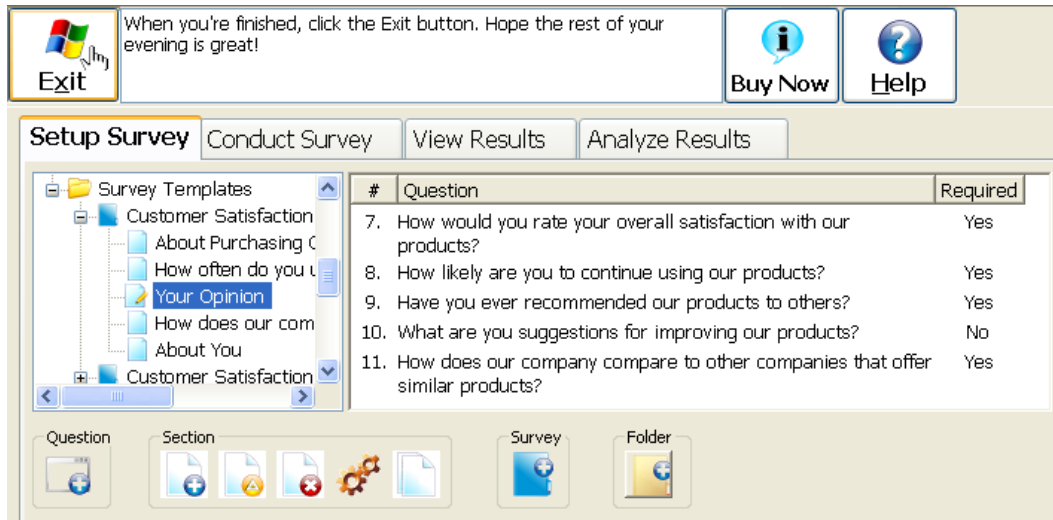 When you're finished, click the Exit button. Hope the rest of your
evening is great!
Exit
Buy Now
Help
Setup Survey
Conduct Survey
View Results
Analyze Results
Survey Templates
Customer Satisfaction
About Purchasing
How often do you
Your Opinion
How does our com
About You
Customer Satisfaction
# Question Required
7. How would you rate your overall satisfaction with our Yes
products?
8. How likely are you to continue using our products? Yes
9. Have you ever recommended our products to others? Yes
10. What are you suggestions for improving our products? No
11. How does our company compare to other companies that offer Yes
similar products?
Question
Section
Survey
Folder